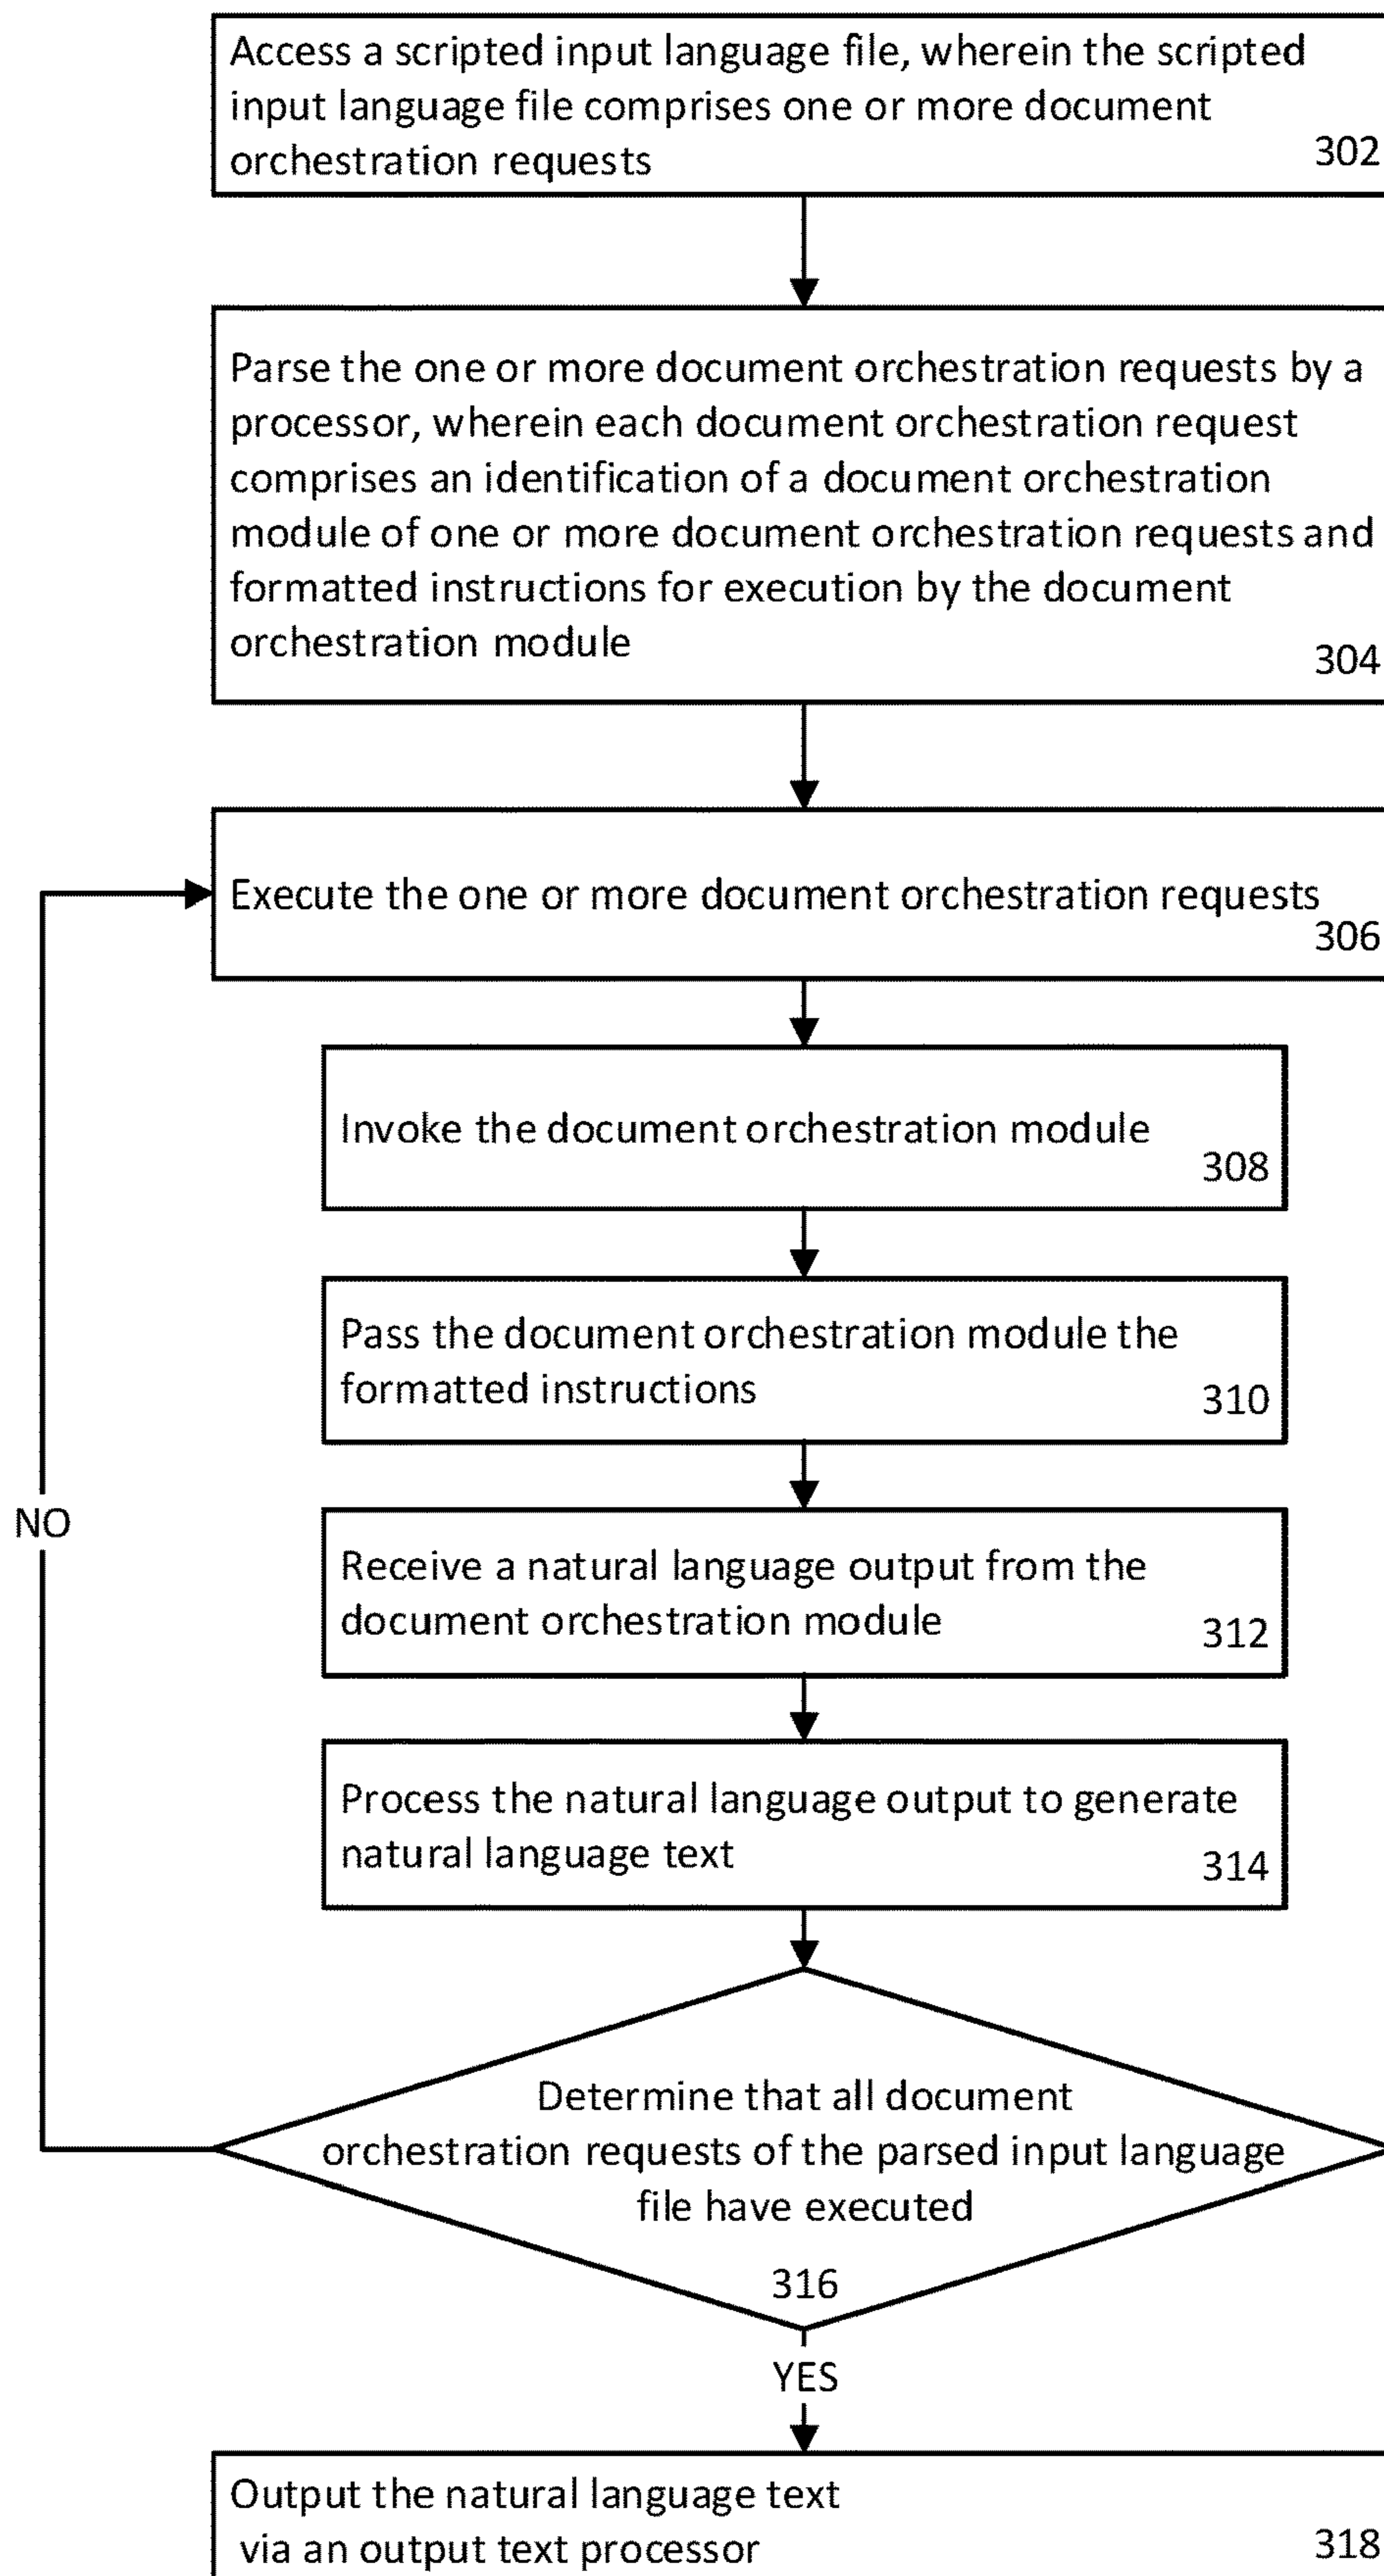 Access a scripted input language file, wherein the scripted
input language file comprises one or more document
orchestration requests
302
Parse the one or more document orchestration requests by a
processor, wherein each document orchestration request
comprises an identification of a document orchestration
module of one or more document orchestration requests and
formatted instructions for execution by the document
orchestration module
304
Execute the one or more document orchestration requests
306
Invoke the document orchestration module
308
Pass the document orchestration module the
formatted instructions
310
Receive a natural language output from the
document orchestration module
312
Process the natural language output to generate
natural language text
314
NO
Determine that all document
orchestration requests of the parsed input language
file have executed
316
YES
Output the natural language text
via an output text processor
318